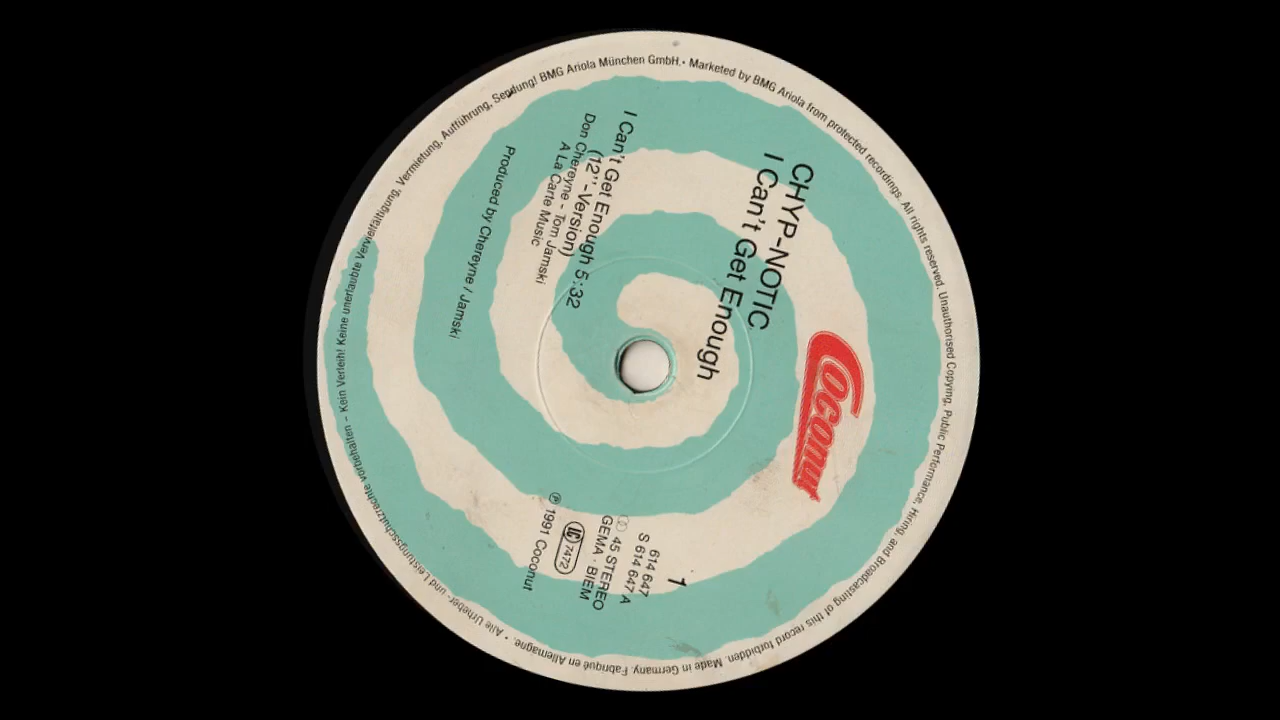 Coconut
CHYP-NOTIC
I Can't Get Enough
1
614 647
S 614 647 A
45 STEREO
GEMA · BIEM
LC 7472
℗ 1991 Coconut
I Can't Get Enough 5:32
(12"-Version)
Don Chereyne - Tom Jamski
A La Carte Music
Produced by Chereyne / Jamski
Alle Urheber- und Leistungsschutzrechte vorbehalten – Kein Verleih! Keine unerlaubte Vervielfältigung, Vermietung, Aufführung, Sendung! BMG Ariola München GmbH. • Marketed by BMG Ariola from protected recordings. All rights reserved. Unauthorised Copying, Public Performance, Hiring, and Broadcasting of this record forbidden. Made in Germany. Fabriqué en Allemagne. •